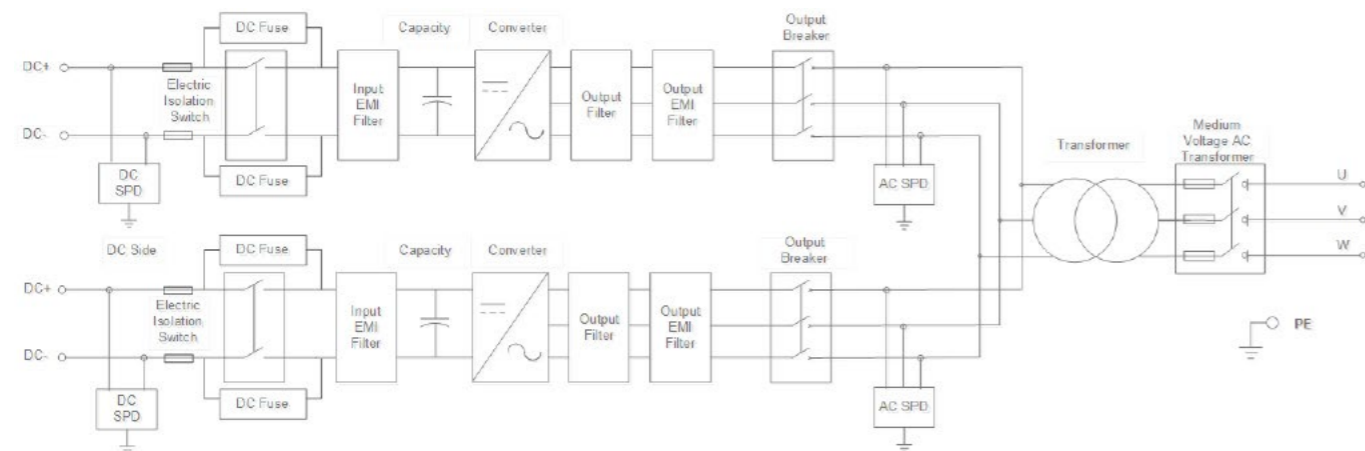 DC Fuse
Capacity
Converter
Output
Breaker
DC+
Electric
Isolation
Switch
Input
EMI
Filter
Output
Filter
Output
EMI
Filter
DC-
DC Fuse
DC
SPD
AC SPD
Transformer
Medium
Voltage AC
Transformer
U
V
W
DC Side
DC Fuse
Capacity
Converter
Output
Breaker
DC+
Electric
Isolation
Switch
Input
EMI
Filter
Output
Filter
Output
EMI
Filter
DC-
DC Fuse
DC
SPD
AC SPD
PE